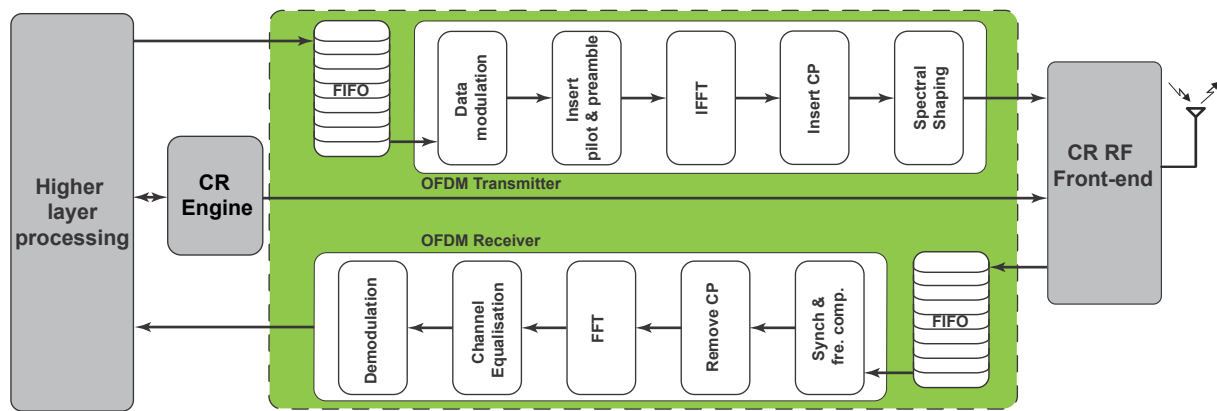 Higher
layer
processing
CR
Engine
FIFO
Data
modulation
Insert
pilot & preamble
IFFT
Insert CP
Spectral
Shaping
OFDM Transmitter
CR RF
Front-end
OFDM Receiver
Demodulation
Channel
Equalisation
FFT
Remove CP
Synch &
fre. comp.
FIFO